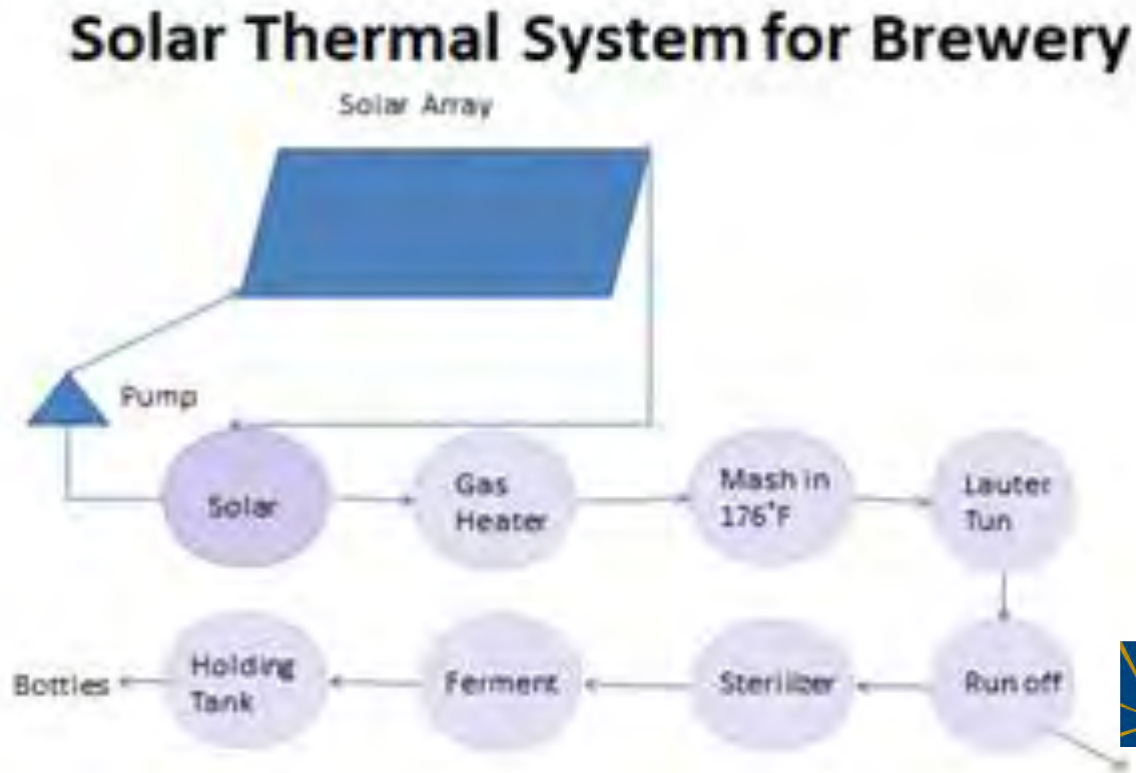 Solar Thermal System for Brewery
Solar Array
Pump
Solar
Gas
Heater
Mash in
176°F
Lauter
Tun
Bottles
Holding
Tank
Ferment
Sterilizer
Run off